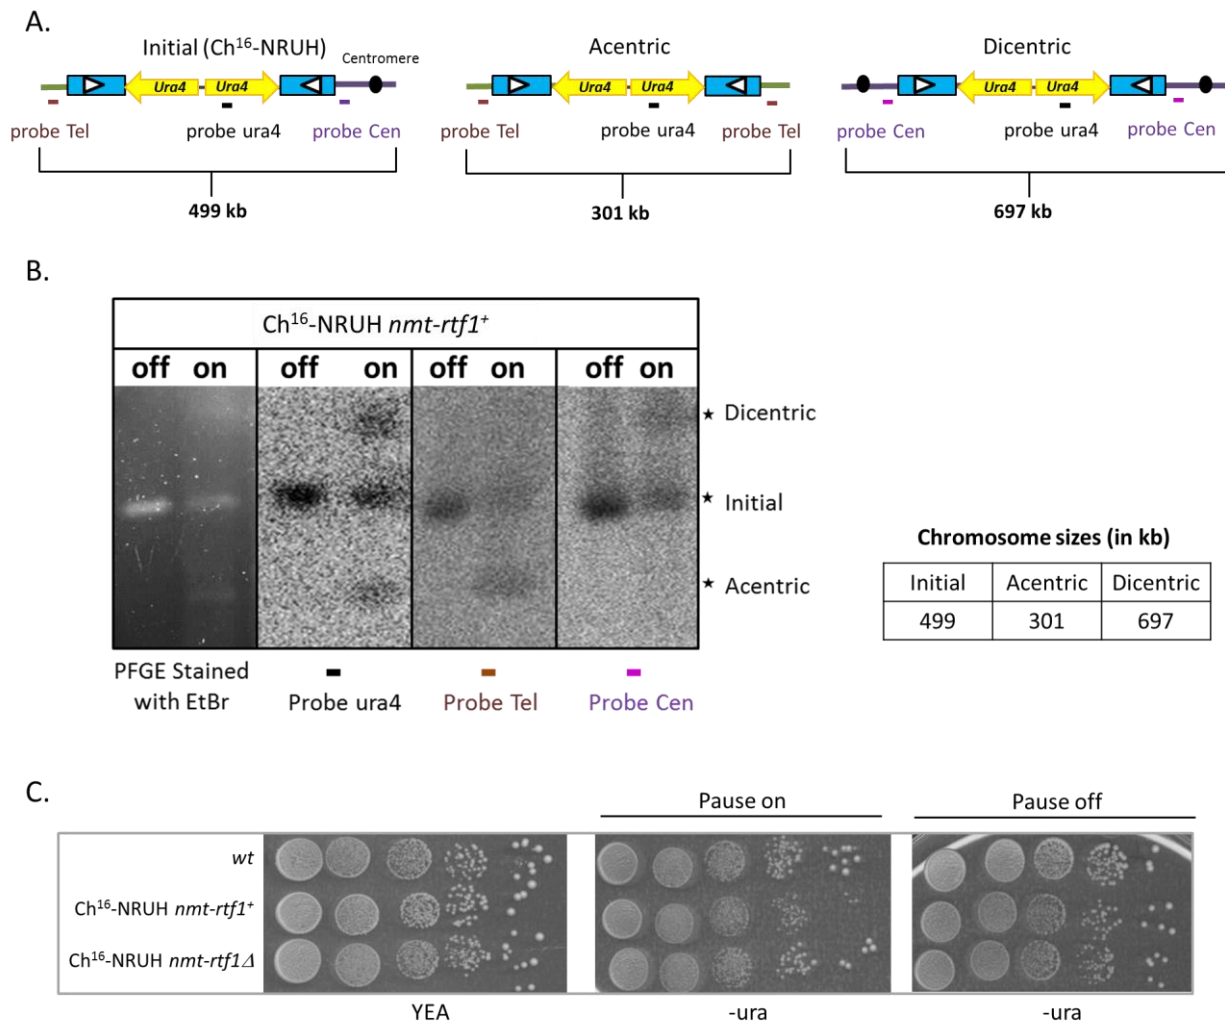 A.
Initial (Ch¹⁶-NRUH)
Centromere
Acentric
Dicentric
Ura4 Ura4
Ura4 Ura4
Ura4 Ura4
probe Tel probe ura4 probe Cen
probe Tel probe ura4 probe Tel
probe Cen probe ura4 probe Cen
499 kb
301 kb
697 kb
B.
Ch¹⁶-NRUH nmt-rtf1⁺
off on off on off on off on
Dicentric
Initial
Acentric
PFGE Stained
with EtBr
Probe ura4
Probe Tel
Probe Cen
Chromosome sizes (in kb)
Initial Acentric Dicentric
499 301 697
C.
Pause on
Pause off
wt
Ch¹⁶-NRUH nmt-rtf1⁺
Ch¹⁶-NRUH nmt-rtf1Δ
YEA
-ura
-ura